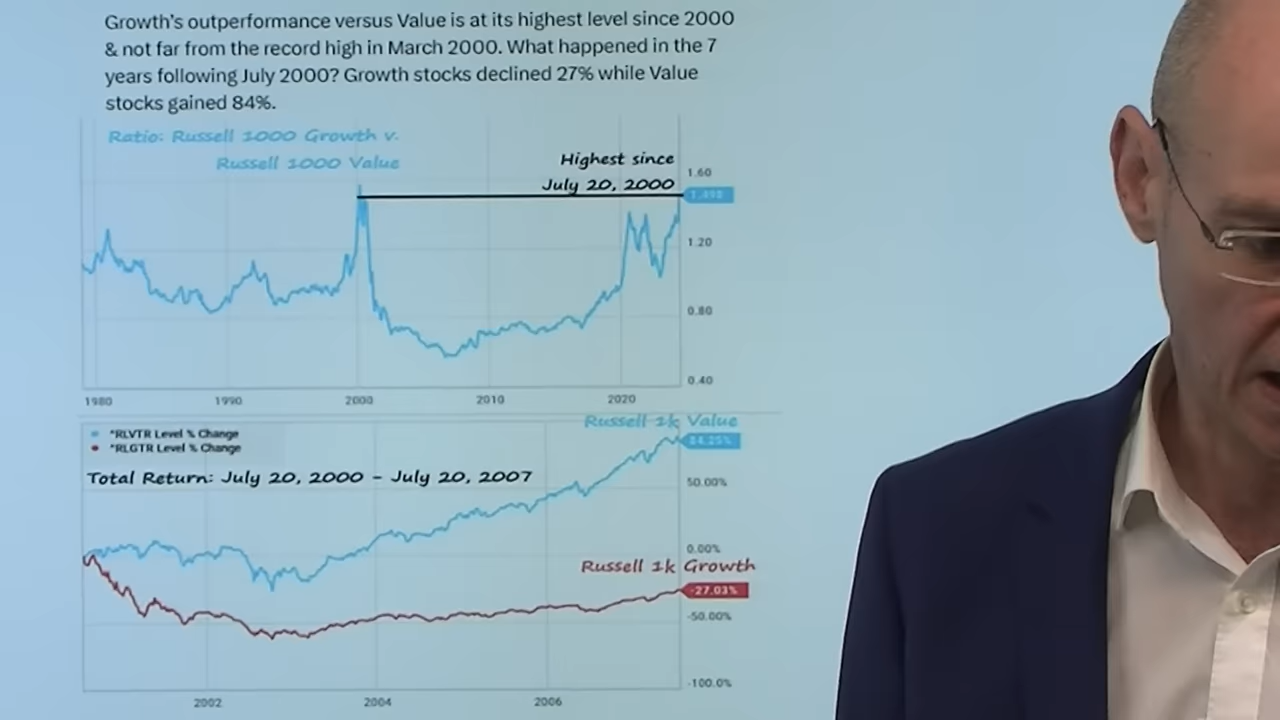 Growth's outperformance versus Value is at its highest level since 2000
& not far from the record high in March 2000. What happened in the 7
years following July 2000? Growth stocks declined 27% while Value
stocks gained 84%.
Ratio: Russell 1000 Growth v.
Russell 1000 Value
Highest since
July 20, 2000
1.60
1.20
0.80
0.40
1980 1990 2000 2010 2020
Russell 1k Value
^RLVTR Level % Change
^RLGTR Level % Change
84.25%
Total Return: July 20, 2000 - July 20, 2007
50.00%
0.00%
Russell 1k Growth
-27.03%
-50.00%
-100.0%
2002 2004 2006